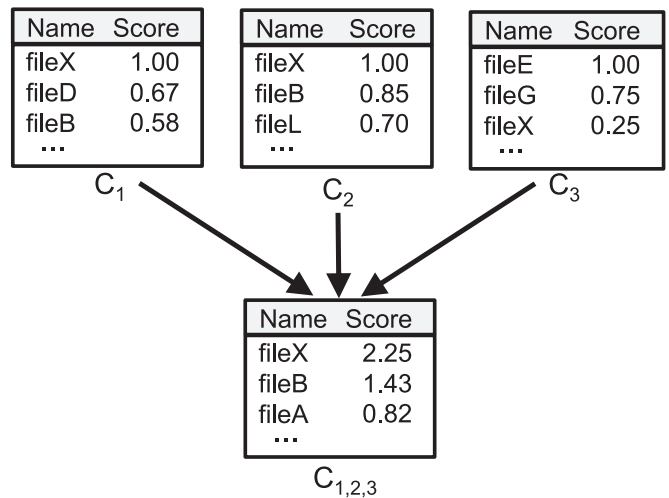 Name Score
fileX 1.00
fileD 0.67
fileB 0.58
...
C1
Name Score
fileX 1.00
fileB 0.85
fileL 0.70
...
C2
Name Score
fileE 1.00
fileG 0.75
fileX 0.25
...
C3
Name Score
fileX 2.25
fileB 1.43
fileA 0.82
...
C1,2,3